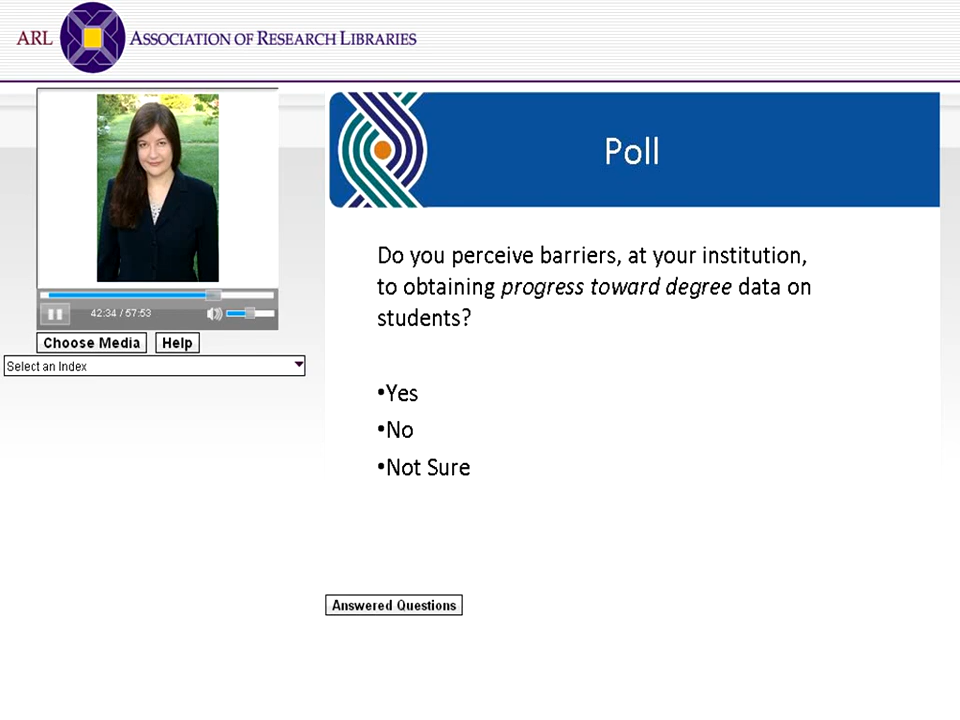 ARL ASSOCIATION OF RESEARCH LIBRARIES
Poll
42:34 / 57:53
Choose Media Help
Select an Index
Do you perceive barriers, at your institution,
to obtaining progress toward degree data on
students?
•Yes
•No
•Not Sure
Answered Questions